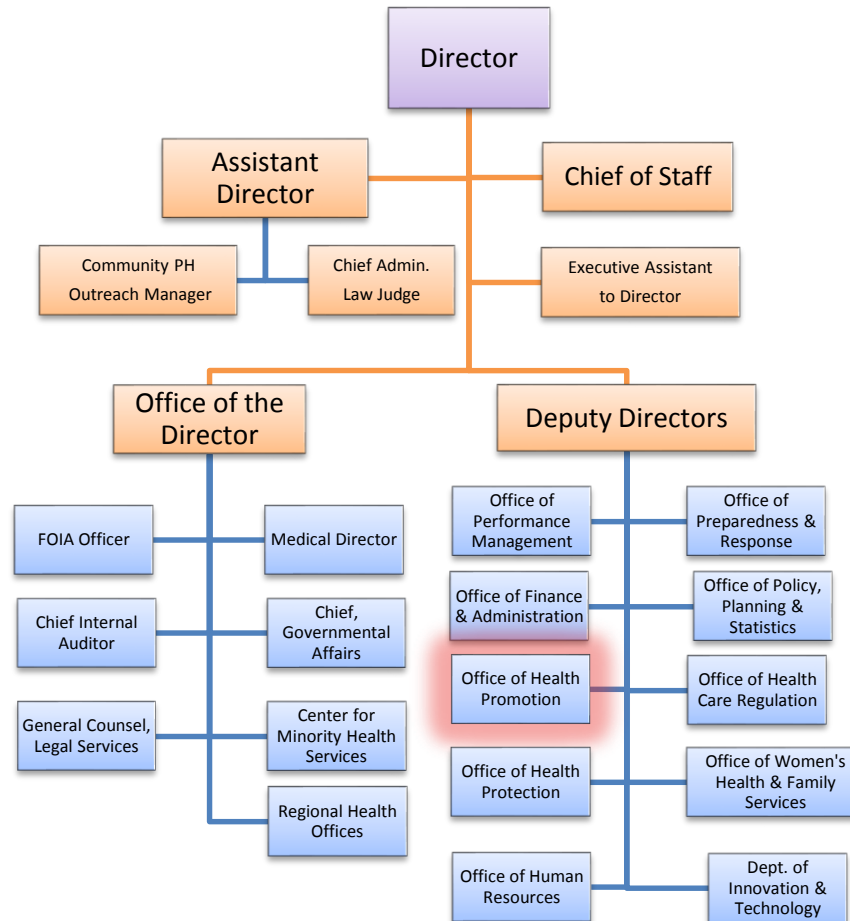 Director
Assistant
Director
Chief of Staff
Community PH
Outreach Manager
Chief Admin.
Law Judge
Executive Assistant
to Director
Office of the
Director
Deputy Directors
FOIA Officer
Medical Director
Chief Internal
Auditor
Chief,
Governmental
Affairs
General Counsel,
Legal Services
Center for
Minority Health
Services
Regional Health
Offices
Office of
Performance
Management
Office of
Preparedness &
Response
Office of Finance
& Administration
Office of Policy,
Planning &
Statistics
Office of Health
Promotion
Office of Health
Care Regulation
Office of Health
Protection
Office of Women's
Health & Family
Services
Office of Human
Resources
Dept. of
Innovation &
Technology